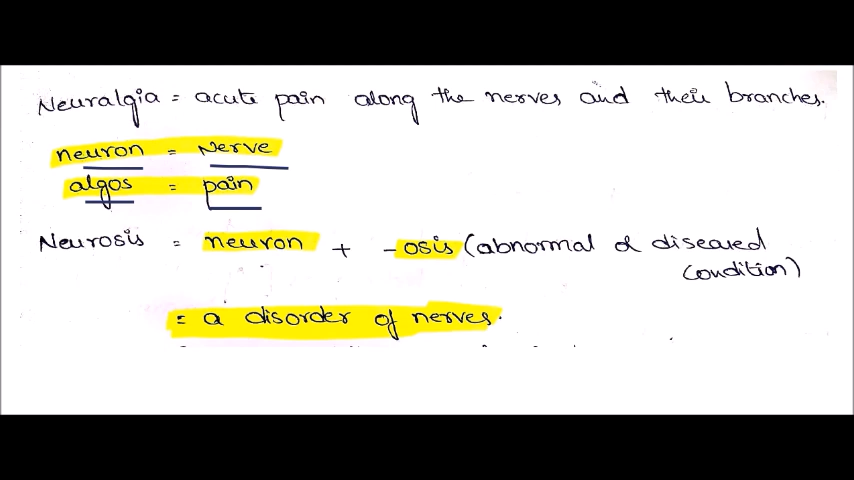 Neuralgia = acute pain along the nerves and their branches.
neuron = Nerve
algos = pain
Neurosis = neuron + -osis (abnormal or diseased
condition)
= a disorder of nerves.